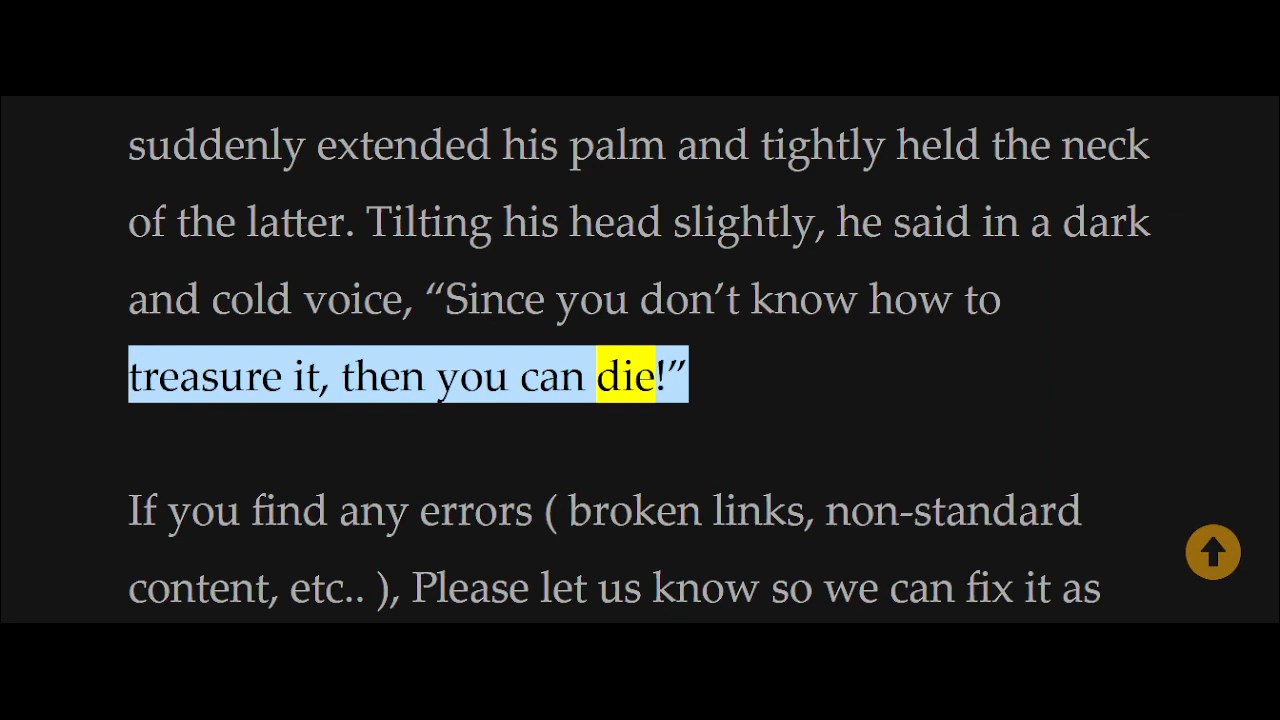 suddenly extended his palm and tightly held the neck
of the latter. Tilting his head slightly, he said in a dark
and cold voice, “Since you don’t know how to
treasure it, then you can die!”
If you find any errors ( broken links, non-standard
content, etc.. ), Please let us know so we can fix it as